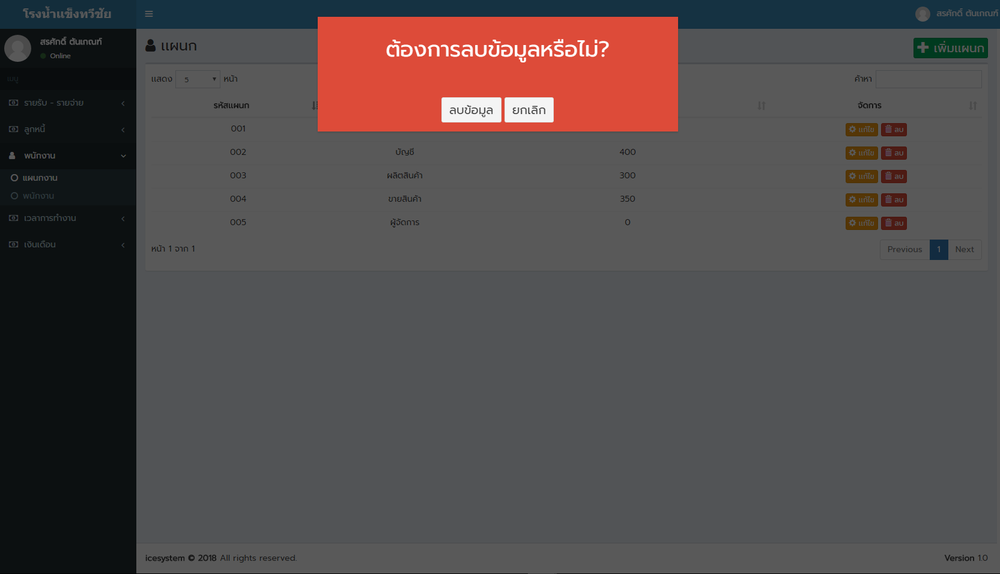 โรงน้ำแข็งทวีชัย
สรศักดิ์ ตันเกณฑ์
สรศักดิ์ ตันเกณฑ์
Online
เมนู
รายรับ - รายจ่าย
ลูกหนี้
พนักงาน
แผนกงาน
พนักงาน
เวลาการทำงาน
เงินเดือน
แผนก
เพิ่มแผนก
ต้องการลบข้อมูลหรือไม่?
ลบข้อมูล ยกเลิก
แสดง 5 หน้า
ค้าหา
รหัสแผนก จัดการ
001 แก้ไข ลบ
002 บัญชี 400 แก้ไข ลบ
003 ผลิตสินค้า 300 แก้ไข ลบ
004 ขายสินค้า 350 แก้ไข ลบ
005 ผู้จัดการ 0 แก้ไข ลบ
หน้า 1 จาก 1
Previous 1 Next
icesystem © 2018 All rights reserved.
Version 1.0